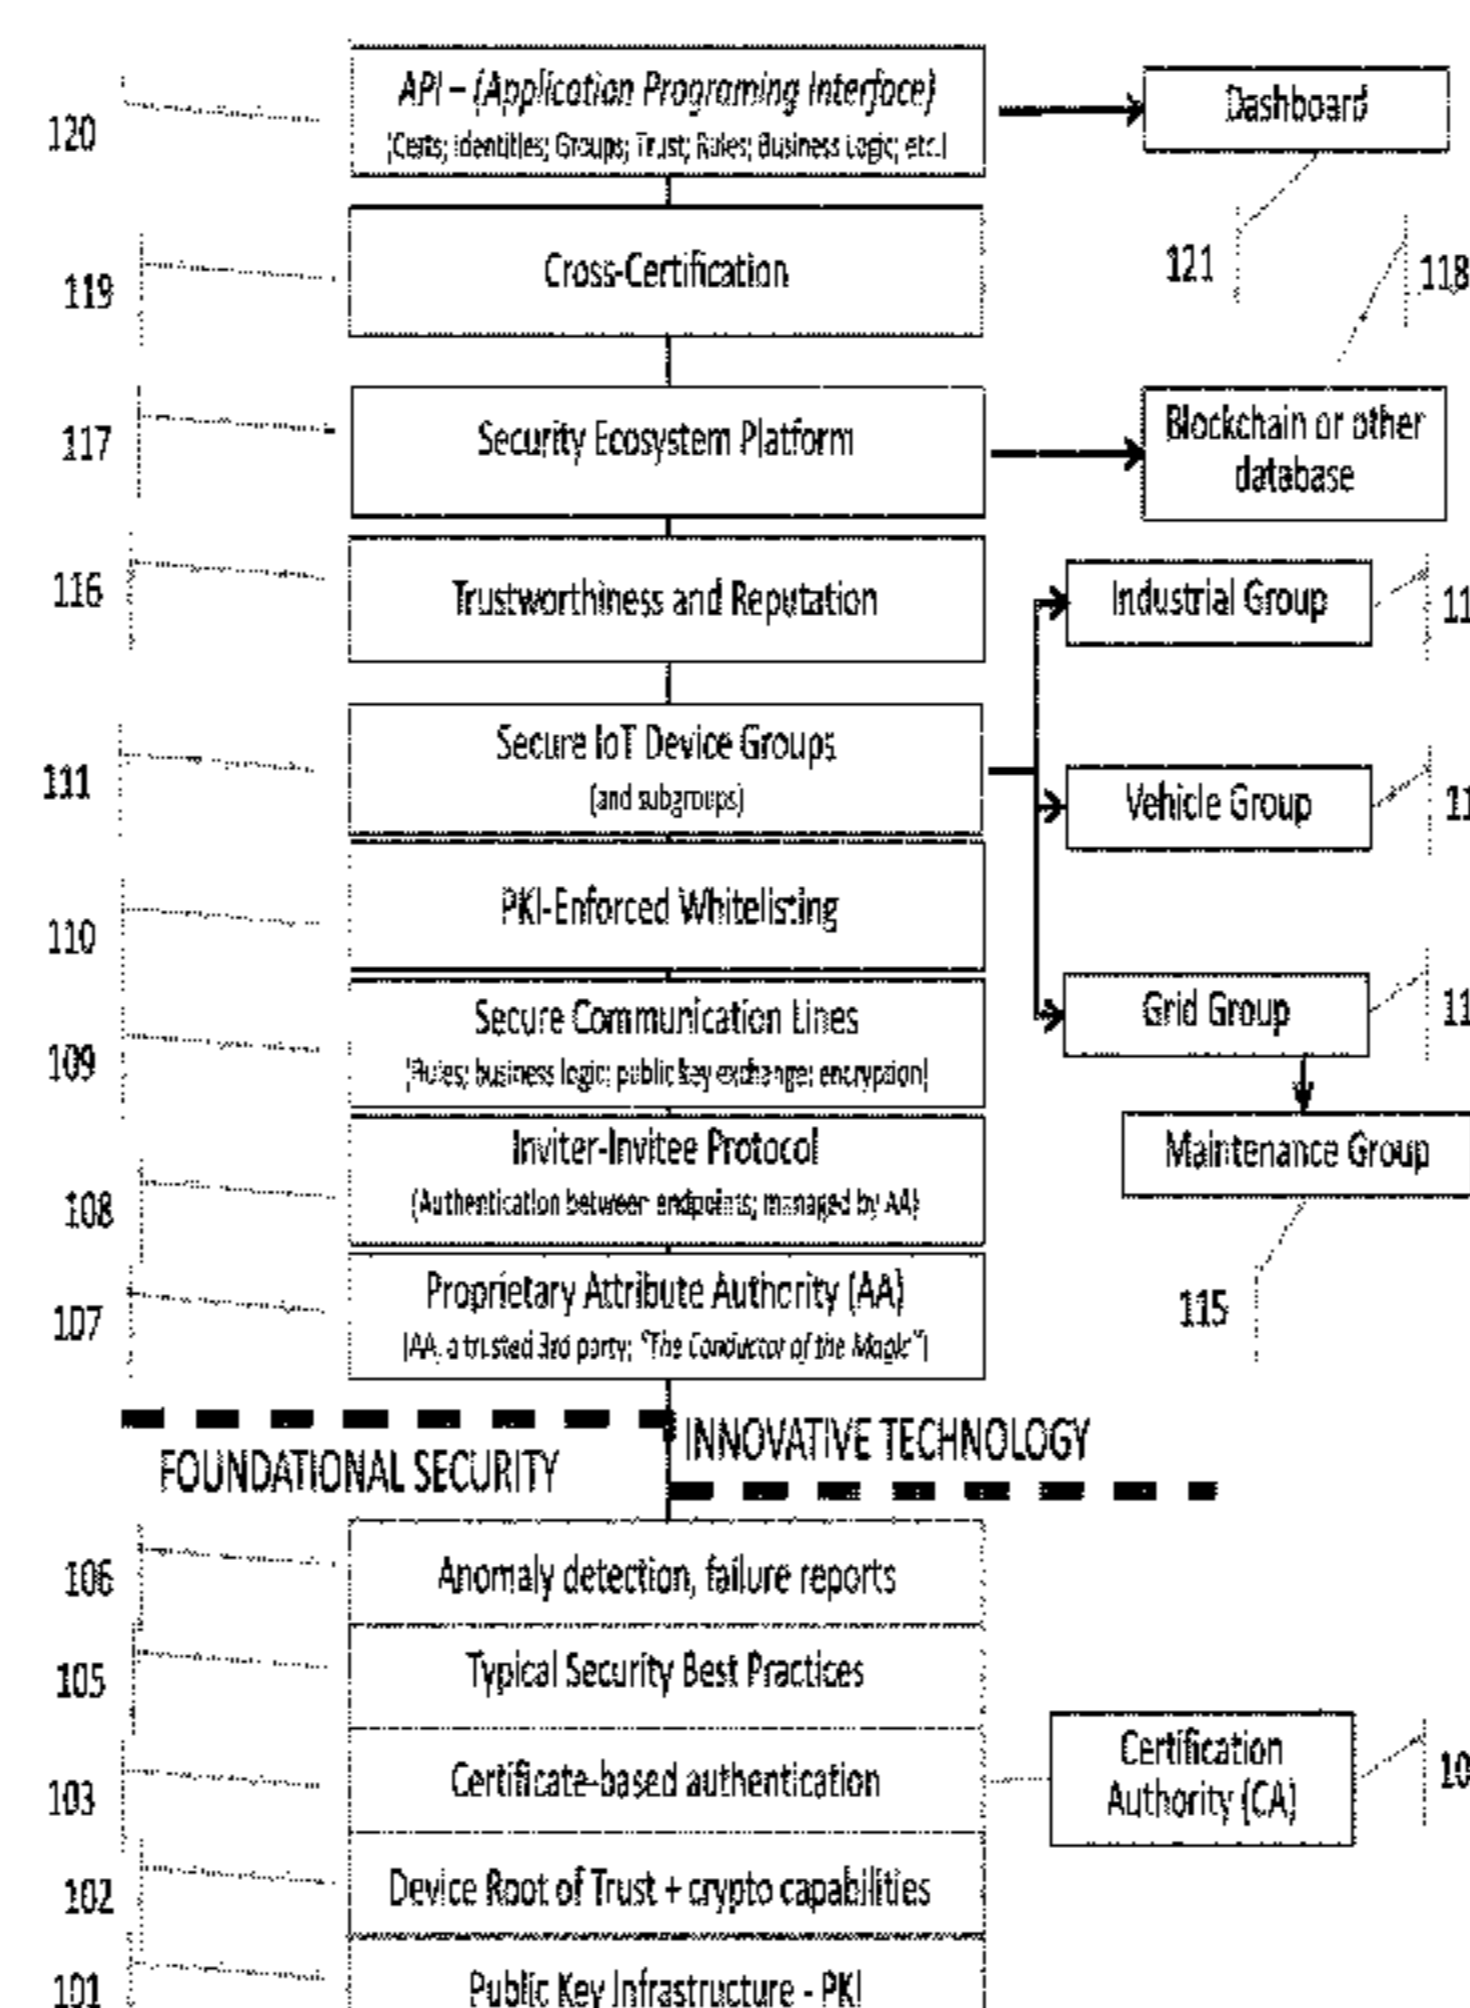 API – (Application Programing Interface)
(Certs; identities; Groups; Trust; Rules; Business Logic; etc.)
Dashboard
120
121
118
Cross-Certification
119
Security Ecosystem Platform
Blockchain or other
database
117
Trustworthiness and Reputation
Industrial Group
116
11
Secure IoT Device Groups
(and subgroups)
111
Vehicle Group
11
PKI-Enforced Whitelisting
110
Secure Communication Lines
(Rules; business logic; public key exchange; encryption)
109
Grid Group
11
Inviter-Invitee Protocol
(Authentication between endpoints; managed by AA)
108
Maintenance Group
115
Proprietary Attribute Authority (AA)
(AA, a trusted 3rd party; "The Conductor of the Magic")
107
INNOVATIVE TECHNOLOGY
FOUNDATIONAL SECURITY
Anomaly detection, failure reports
106
Typical Security Best Practices
105
Certificate-based authentication
103
Certification
Authority (CA)
10
Device Root of Trust + crypto capabilities
102
Public Key Infrastructure - PKI
101